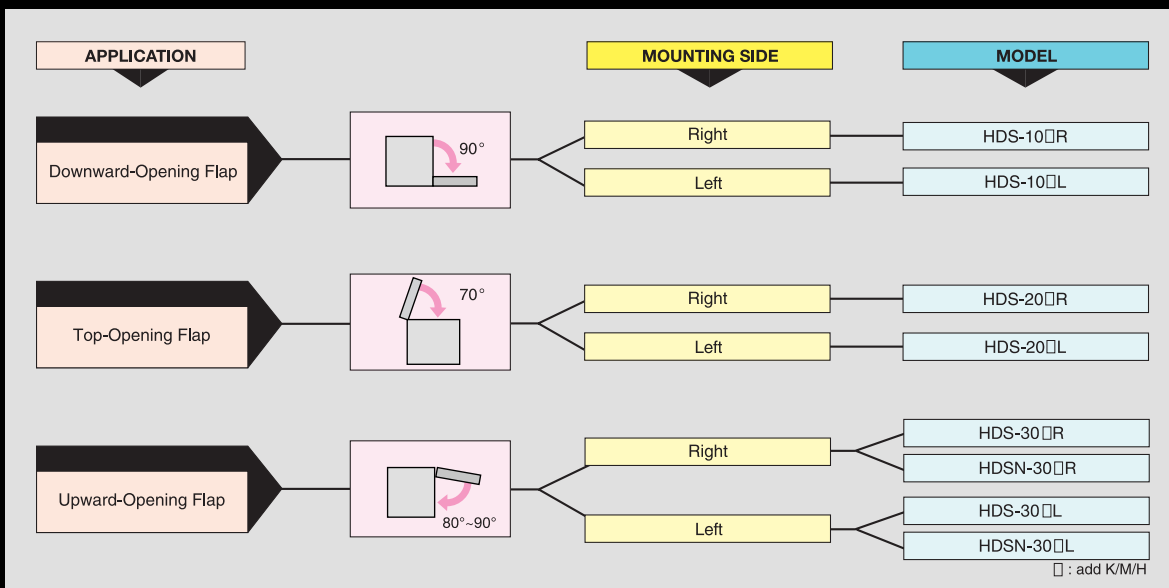 APPLICATION
MOUNTING SIDE
MODEL
Downward-Opening Flap
90°
Right
HDS-10□R
Left
HDS-10□L
Top-Opening Flap
70°
Right
HDS-20□R
Left
HDS-20□L
Upward-Opening Flap
80°~90°
Right
HDS-30□R
HDSN-30□R
Left
HDS-30□L
HDSN-30□L
□ : add K/M/H